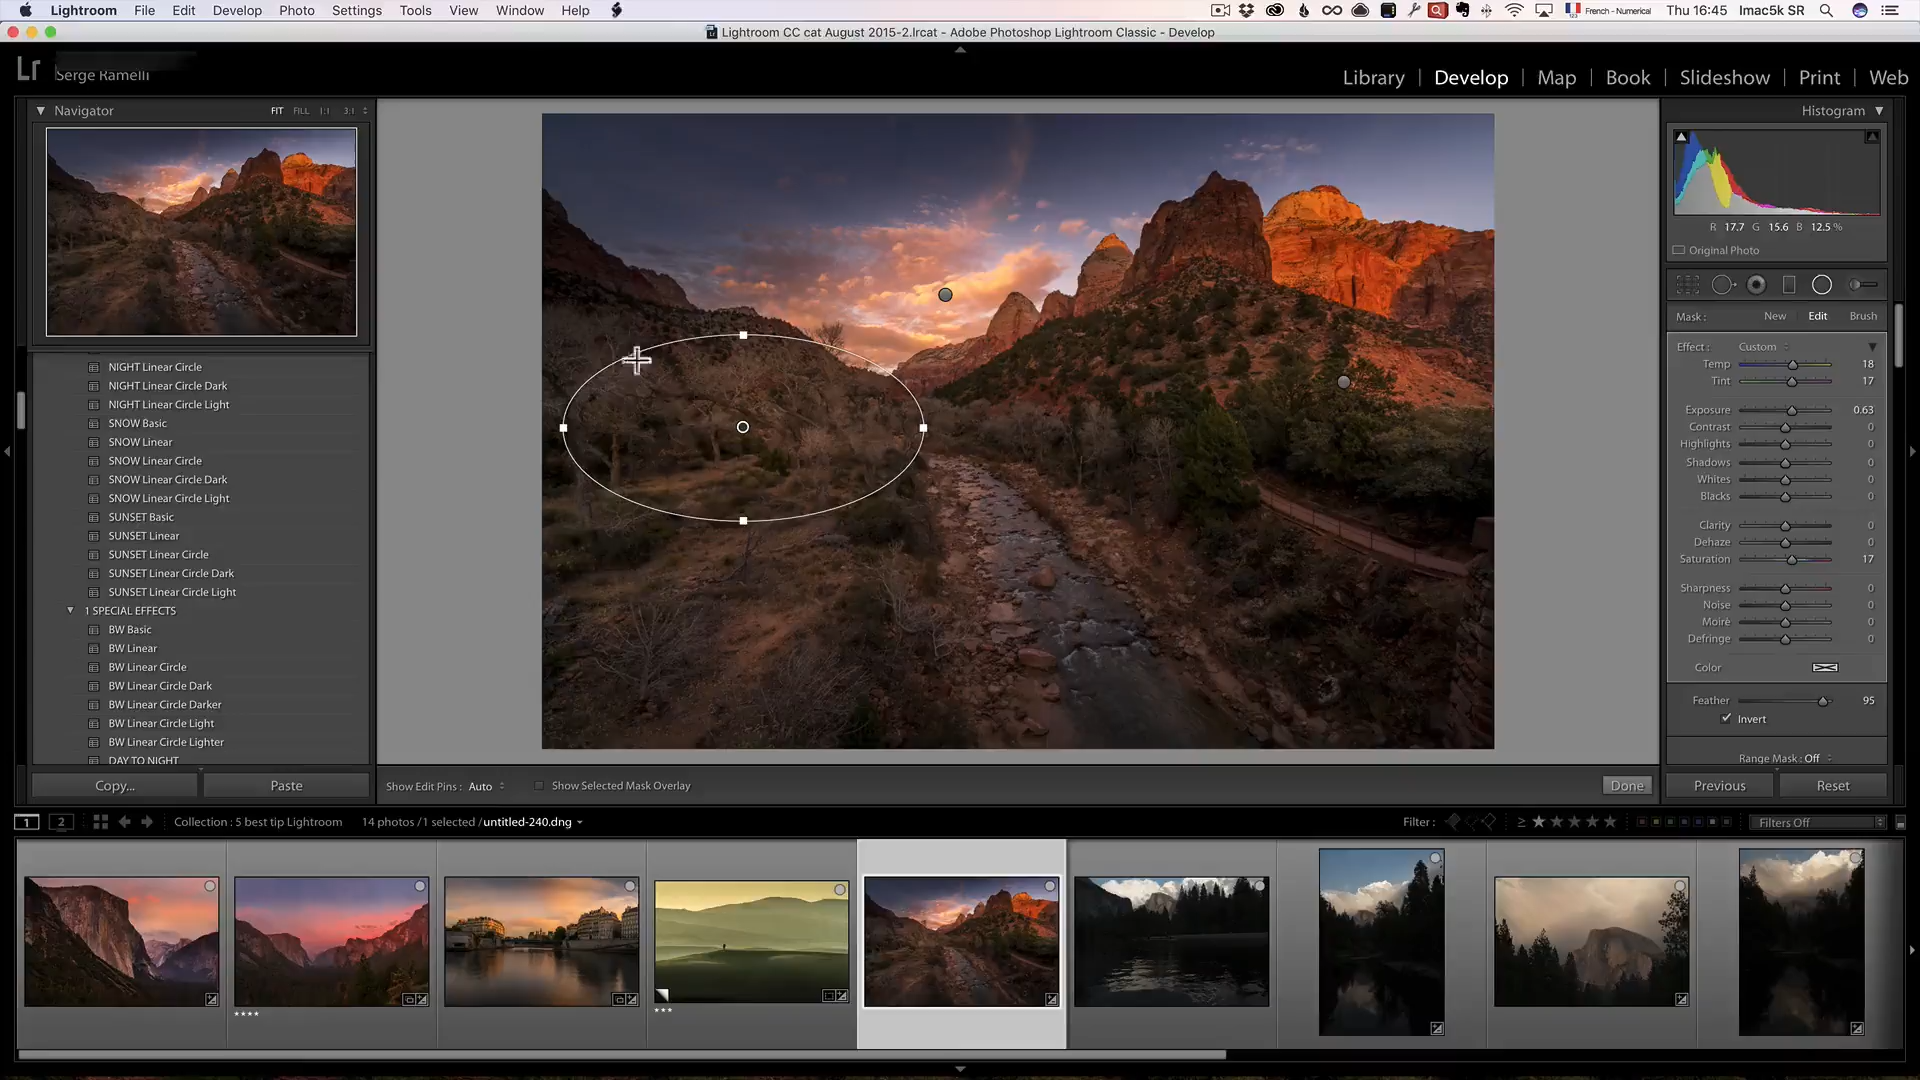 Lightroom File Edit Develop Photo Settings Tools View Window Help French - Numerical Thu 16:45 Imac5k SR
Lightroom CC cat August 2015-2.lrcat - Adobe Photoshop Lightroom Classic - Develop
Lr Serge Ramelli
Library | Develop | Map | Book | Slideshow | Print | Web
Navigator FIT FILL 1:1 3:1
NIGHT Linear Circle
NIGHT Linear Circle Dark
NIGHT Linear Circle Light
SNOW Basic
SNOW Linear
SNOW Linear Circle
SNOW Linear Circle Dark
SNOW Linear Circle Light
SUNSET Basic
SUNSET Linear
SUNSET Linear Circle
SUNSET Linear Circle Dark
SUNSET Linear Circle Light
1 SPECIAL EFFECTS
BW Basic
BW Linear
BW Linear Circle
BW Linear Circle Dark
BW Linear Circle Darker
BW Linear Circle Light
BW Linear Circle Lighter
DAY TO NIGHT
Copy... Paste
Show Edit Pins : Auto Show Selected Mask Overlay Done
Histogram
R 17.7 G 15.6 B 12.5 %
Original Photo
Mask : New Edit Brush
Effect : Custom
Temp 18
Tint 17
Exposure 0.63
Contrast 0
Highlights 0
Shadows 0
Whites 0
Blacks 0
Clarity 0
Dehaze 0
Saturation 17
Sharpness 0
Noise 0
Moiré 0
Defringe 0
Color
Feather 95
Invert
Range Mask : Off
Previous Reset
1 2 Collection : 5 best tip Lightroom 14 photos / 1 selected / untitled-240.dng Filter : ≥ Filters Off